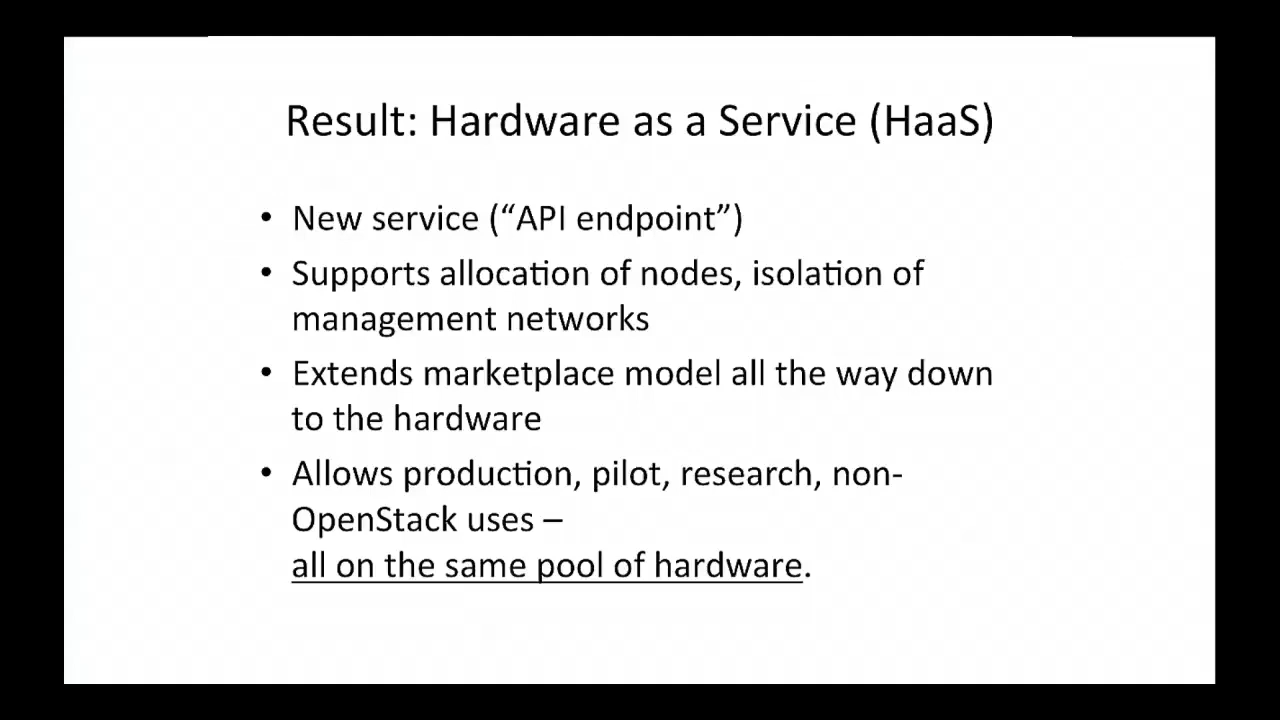 Result: Hardware as a Service (HaaS)
• New service (“API endpoint”)
• Supports allocation of nodes, isolation of
management networks
• Extends marketplace model all the way down
to the hardware
• Allows production, pilot, research, non-
OpenStack uses –
all on the same pool of hardware.